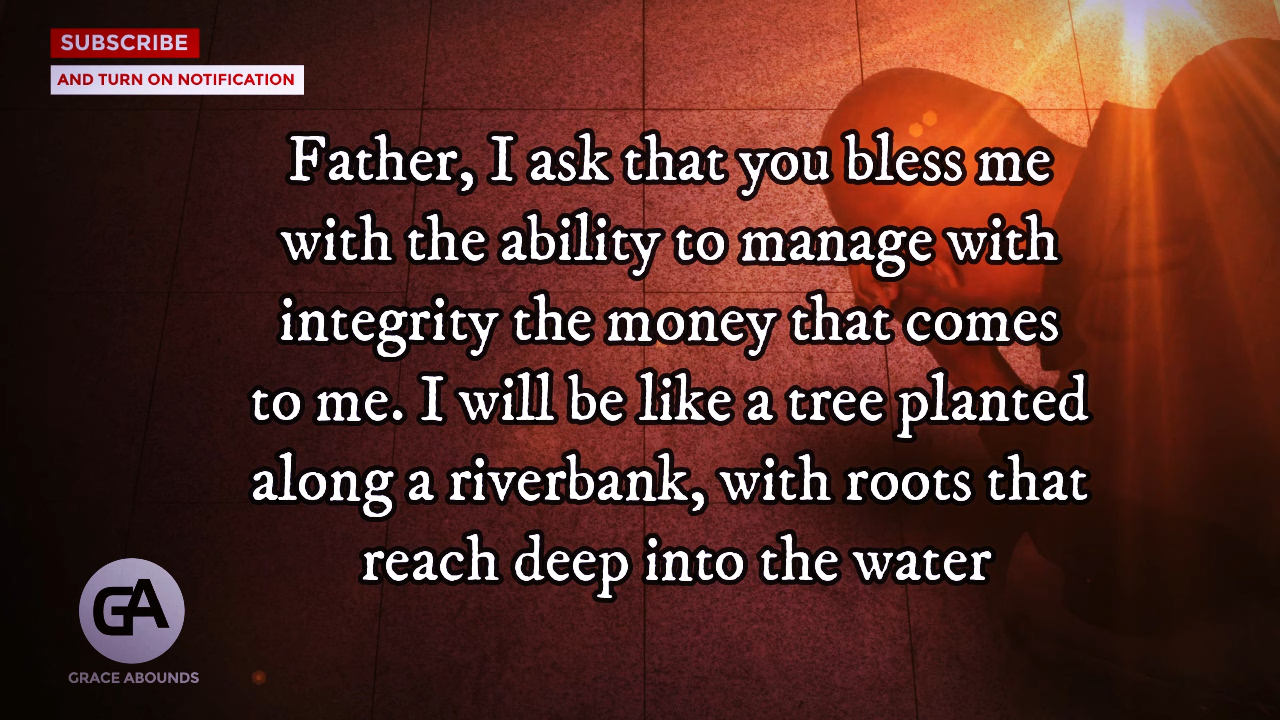 SUBSCRIBE
AND TURN ON NOTIFICATION
Father, I ask that you bless me
with the ability to manage with
integrity the money that comes
to me. I will be like a tree planted
along a riverbank, with roots that
reach deep into the water
GA
GRACE ABOUNDS